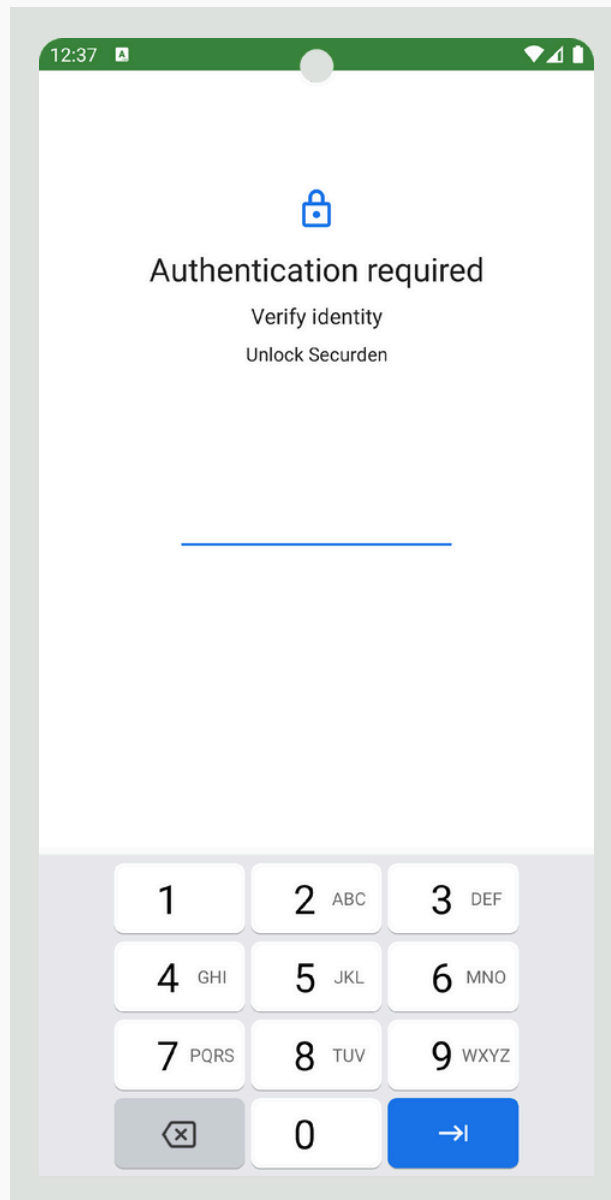 12:37 A
Authentication required
Verify identity
Unlock Securden
1 2 ABC 3 DEF
4 GHI 5 JKL 6 MNO
7 PQRS 8 TUV 9 WXYZ
0